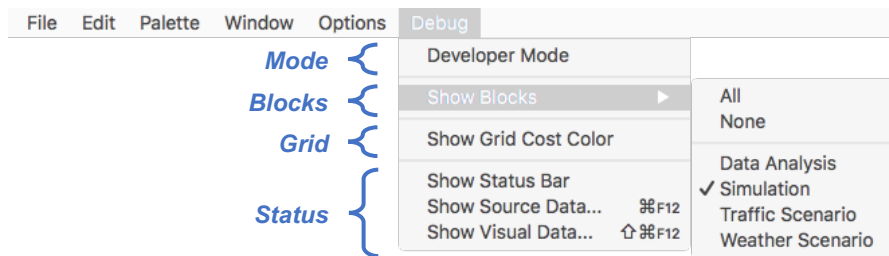 File Edit Palette Window Options Debug
Mode Developer Mode
Blocks Show Blocks ▶ All
None
Grid Show Grid Cost Color
Data Analysis
Show Status Bar ✓ Simulation
Status Show Source Data... ⌘F12 Traffic Scenario
Show Visual Data... ⇧⌘F12 Weather Scenario